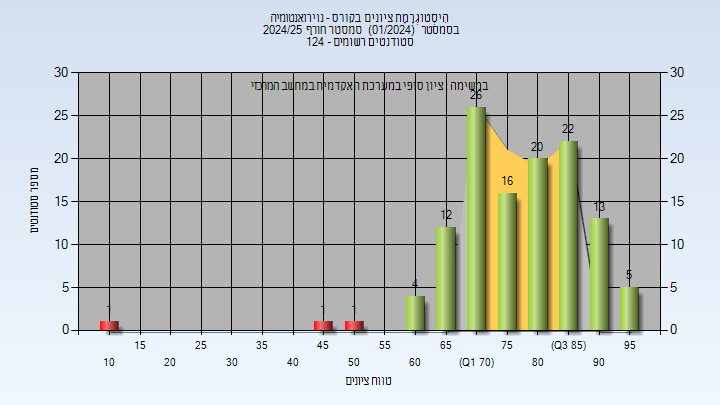 היסטוגרמת ציונים בקורס - נוירואנטומיה
בסמסטר (01/2024) סמסטר חורף 2024/25
סטודנטים רשומים - 124
במשימה : ציון סופי במערכת האקדמית במחשב המרכזי
מספר סטודנטים
30 30
25 25
20 20
15 15
10 10
5 5
0 0
1 1 1 4 12 26 16 20 22 13 5
15 25 35 45 55 65 75 (Q3 85) 95
10 20 30 40 50 60 (Q1 70) 80 90
טווח ציונים